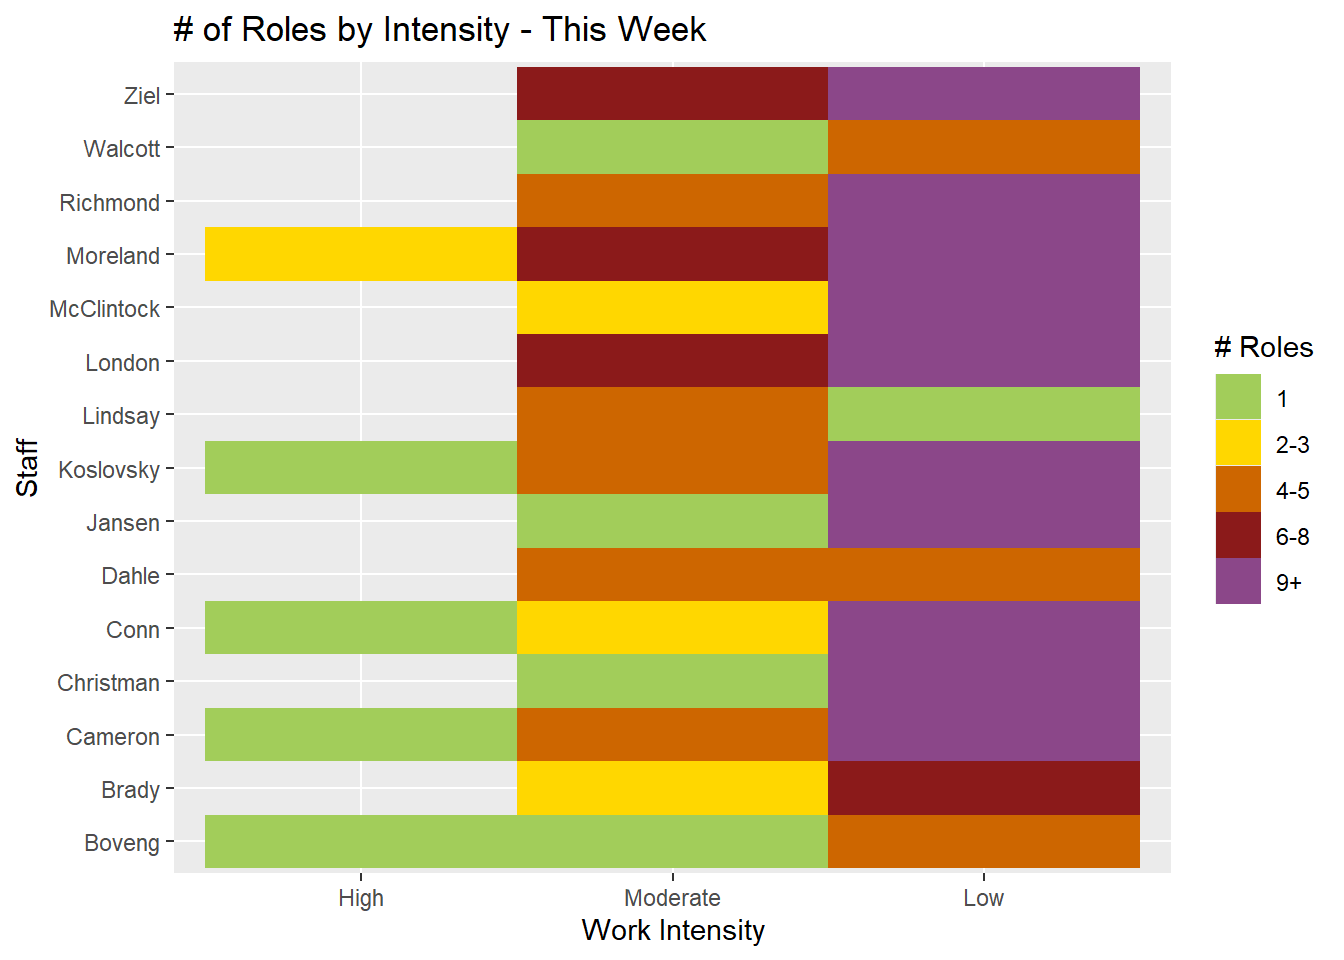 # of Roles by Intensity - This Week
Ziel
Walcott
Richmond
Moreland
McClintock
London
Lindsay
Koslovsky
Jansen
Dahle
Conn
Christman
Cameron
Brady
Boveng
Staff
High Moderate Low
Work Intensity
# Roles
1
2-3
4-5
6-8
9+